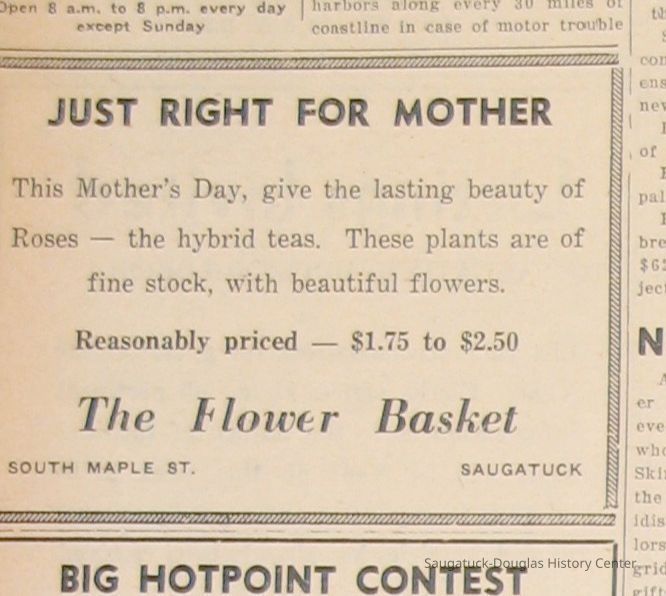 Open 8 a.m. to 8 p.m. every day
except Sunday
harbors along every 30 miles of
coastline in case of motor trouble
JUST RIGHT FOR MOTHER
This Mother's Day, give the lasting beauty of
Roses — the hybrid teas. These plants are of
fine stock, with beautiful flowers.
Reasonably priced — $1.75 to $2.50
The Flower Basket
SOUTH MAPLE ST. SAUGATUCK
BIG HOTPOINT CONTEST
Saugatuck-Douglas History Center
of
er
the